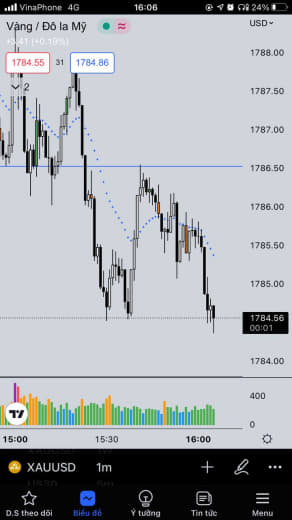 VinaPhone 4G 16:06 24%
Vàng / Đô la Mỹ USD
+3.41 (+0.19%)
1784.55 31 1784.86
2
1788.00
1787.50
1787.00
1786.50
1786.00
1785.50
1785.00
1784.56
00:01
1784.00
400
0
15:00 15:30 16:00
XAUUSD 1m
D.S theo dõi Biểu đồ Ý tưởng Tin tức Menu